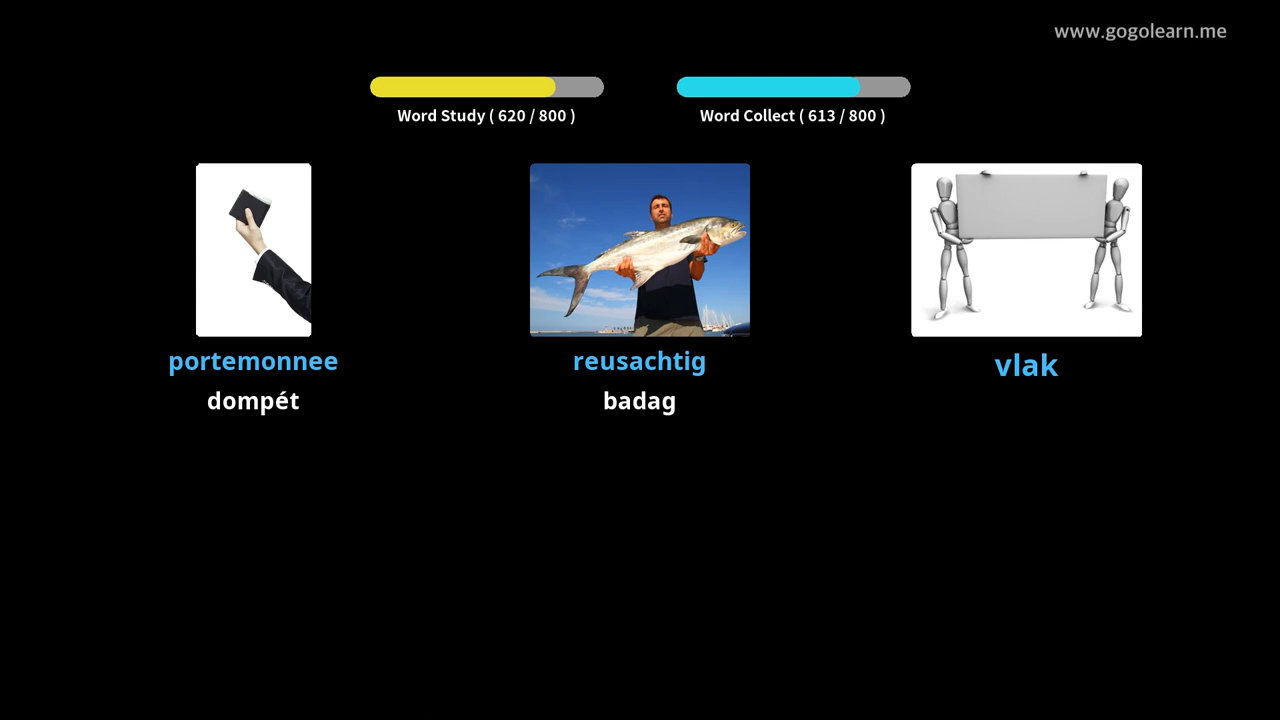 www.gogolearn.me
Word Study ( 620 / 800 )
Word Collect ( 613 / 800 )
portemonnee
dompét
reusachtig
badag
vlak